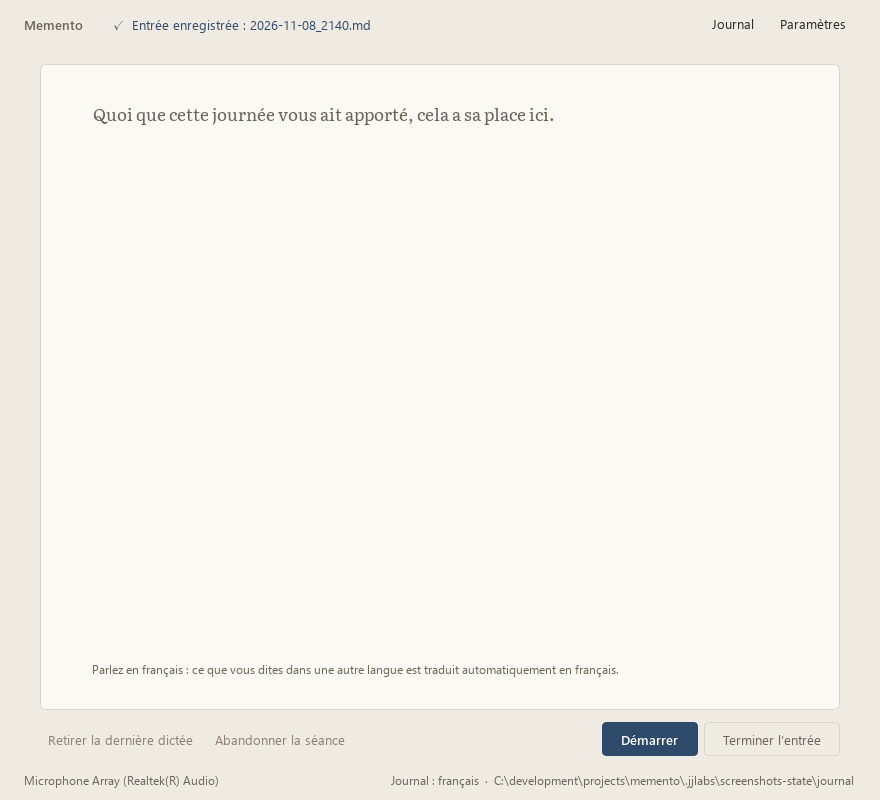 Memento ✓ Entrée enregistrée : 2026-11-08_2140.md Journal Paramètres
Quoi que cette journée vous ait apporté, cela a sa place ici.
Parlez en français : ce que vous dites dans une autre langue est traduit automatiquement en français.
Retirer la dernière dictée Abandonner la séance Démarrer Terminer l'entrée
Microphone Array (Realtek(R) Audio) Journal : français · C:\development\projects\memento\.jjlabs\screenshots-state\journal